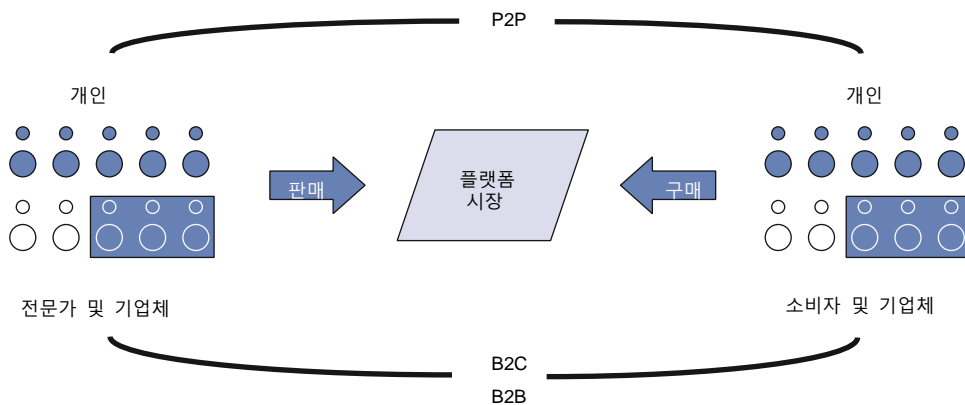 P2P
개인
개인
판매
플랫폼
시장
구매
전문가 및 기업체
소비자 및 기업체
B2C
B2B